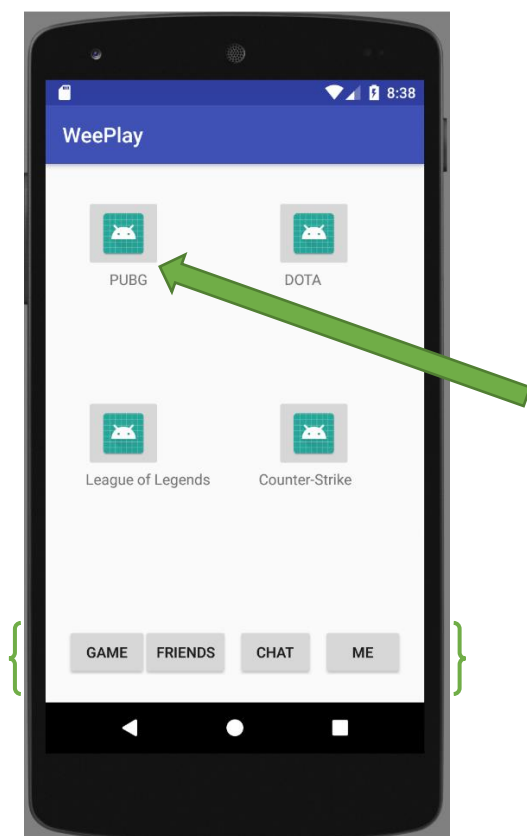 8:38
WeePlay
PUBG DOTA
League of Legends Counter-Strike
GAME FRIENDS CHAT ME